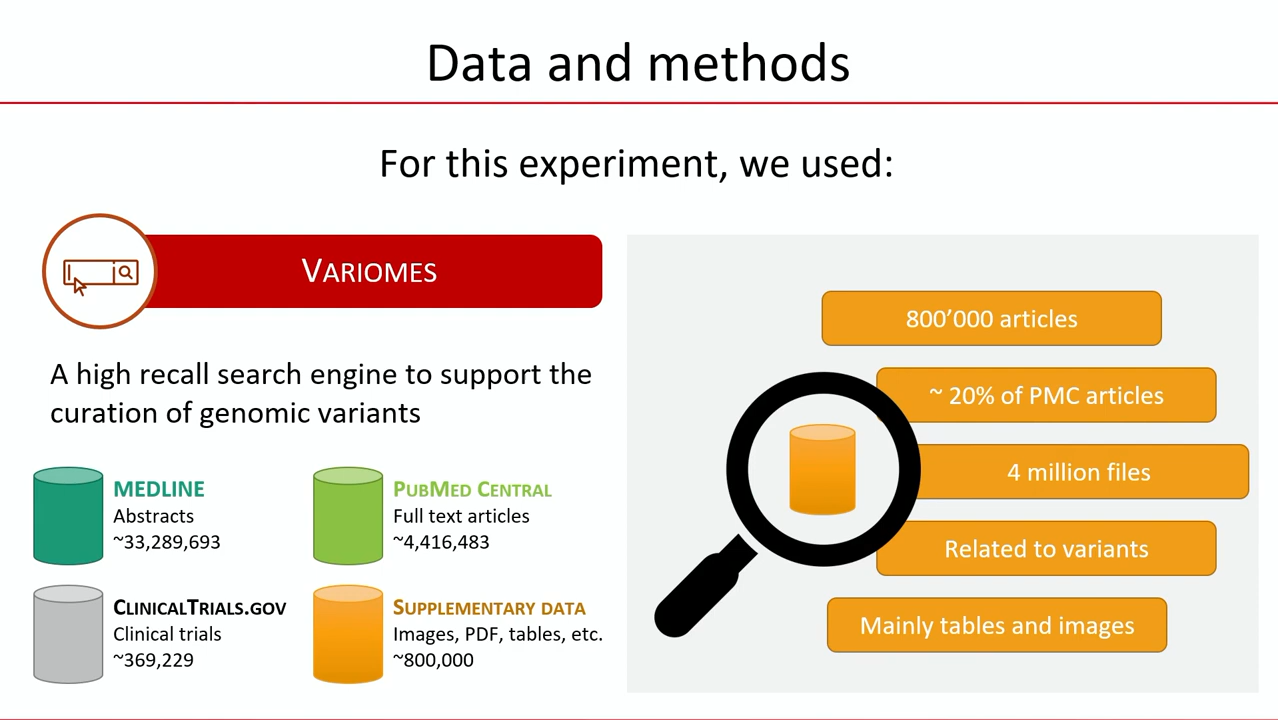 Data and methods
For this experiment, we used:
VARIOMES
A high recall search engine to support the
curation of genomic variants
MEDLINE
Abstracts
~33,289,693
PUBMED CENTRAL
Full text articles
~4,416,483
CLINICALTRIALS.GOV
Clinical trials
~369,229
SUPPLEMENTARY DATA
Images, PDF, tables, etc.
~800,000
800’000 articles
~ 20% of PMC articles
4 million files
Related to variants
Mainly tables and images